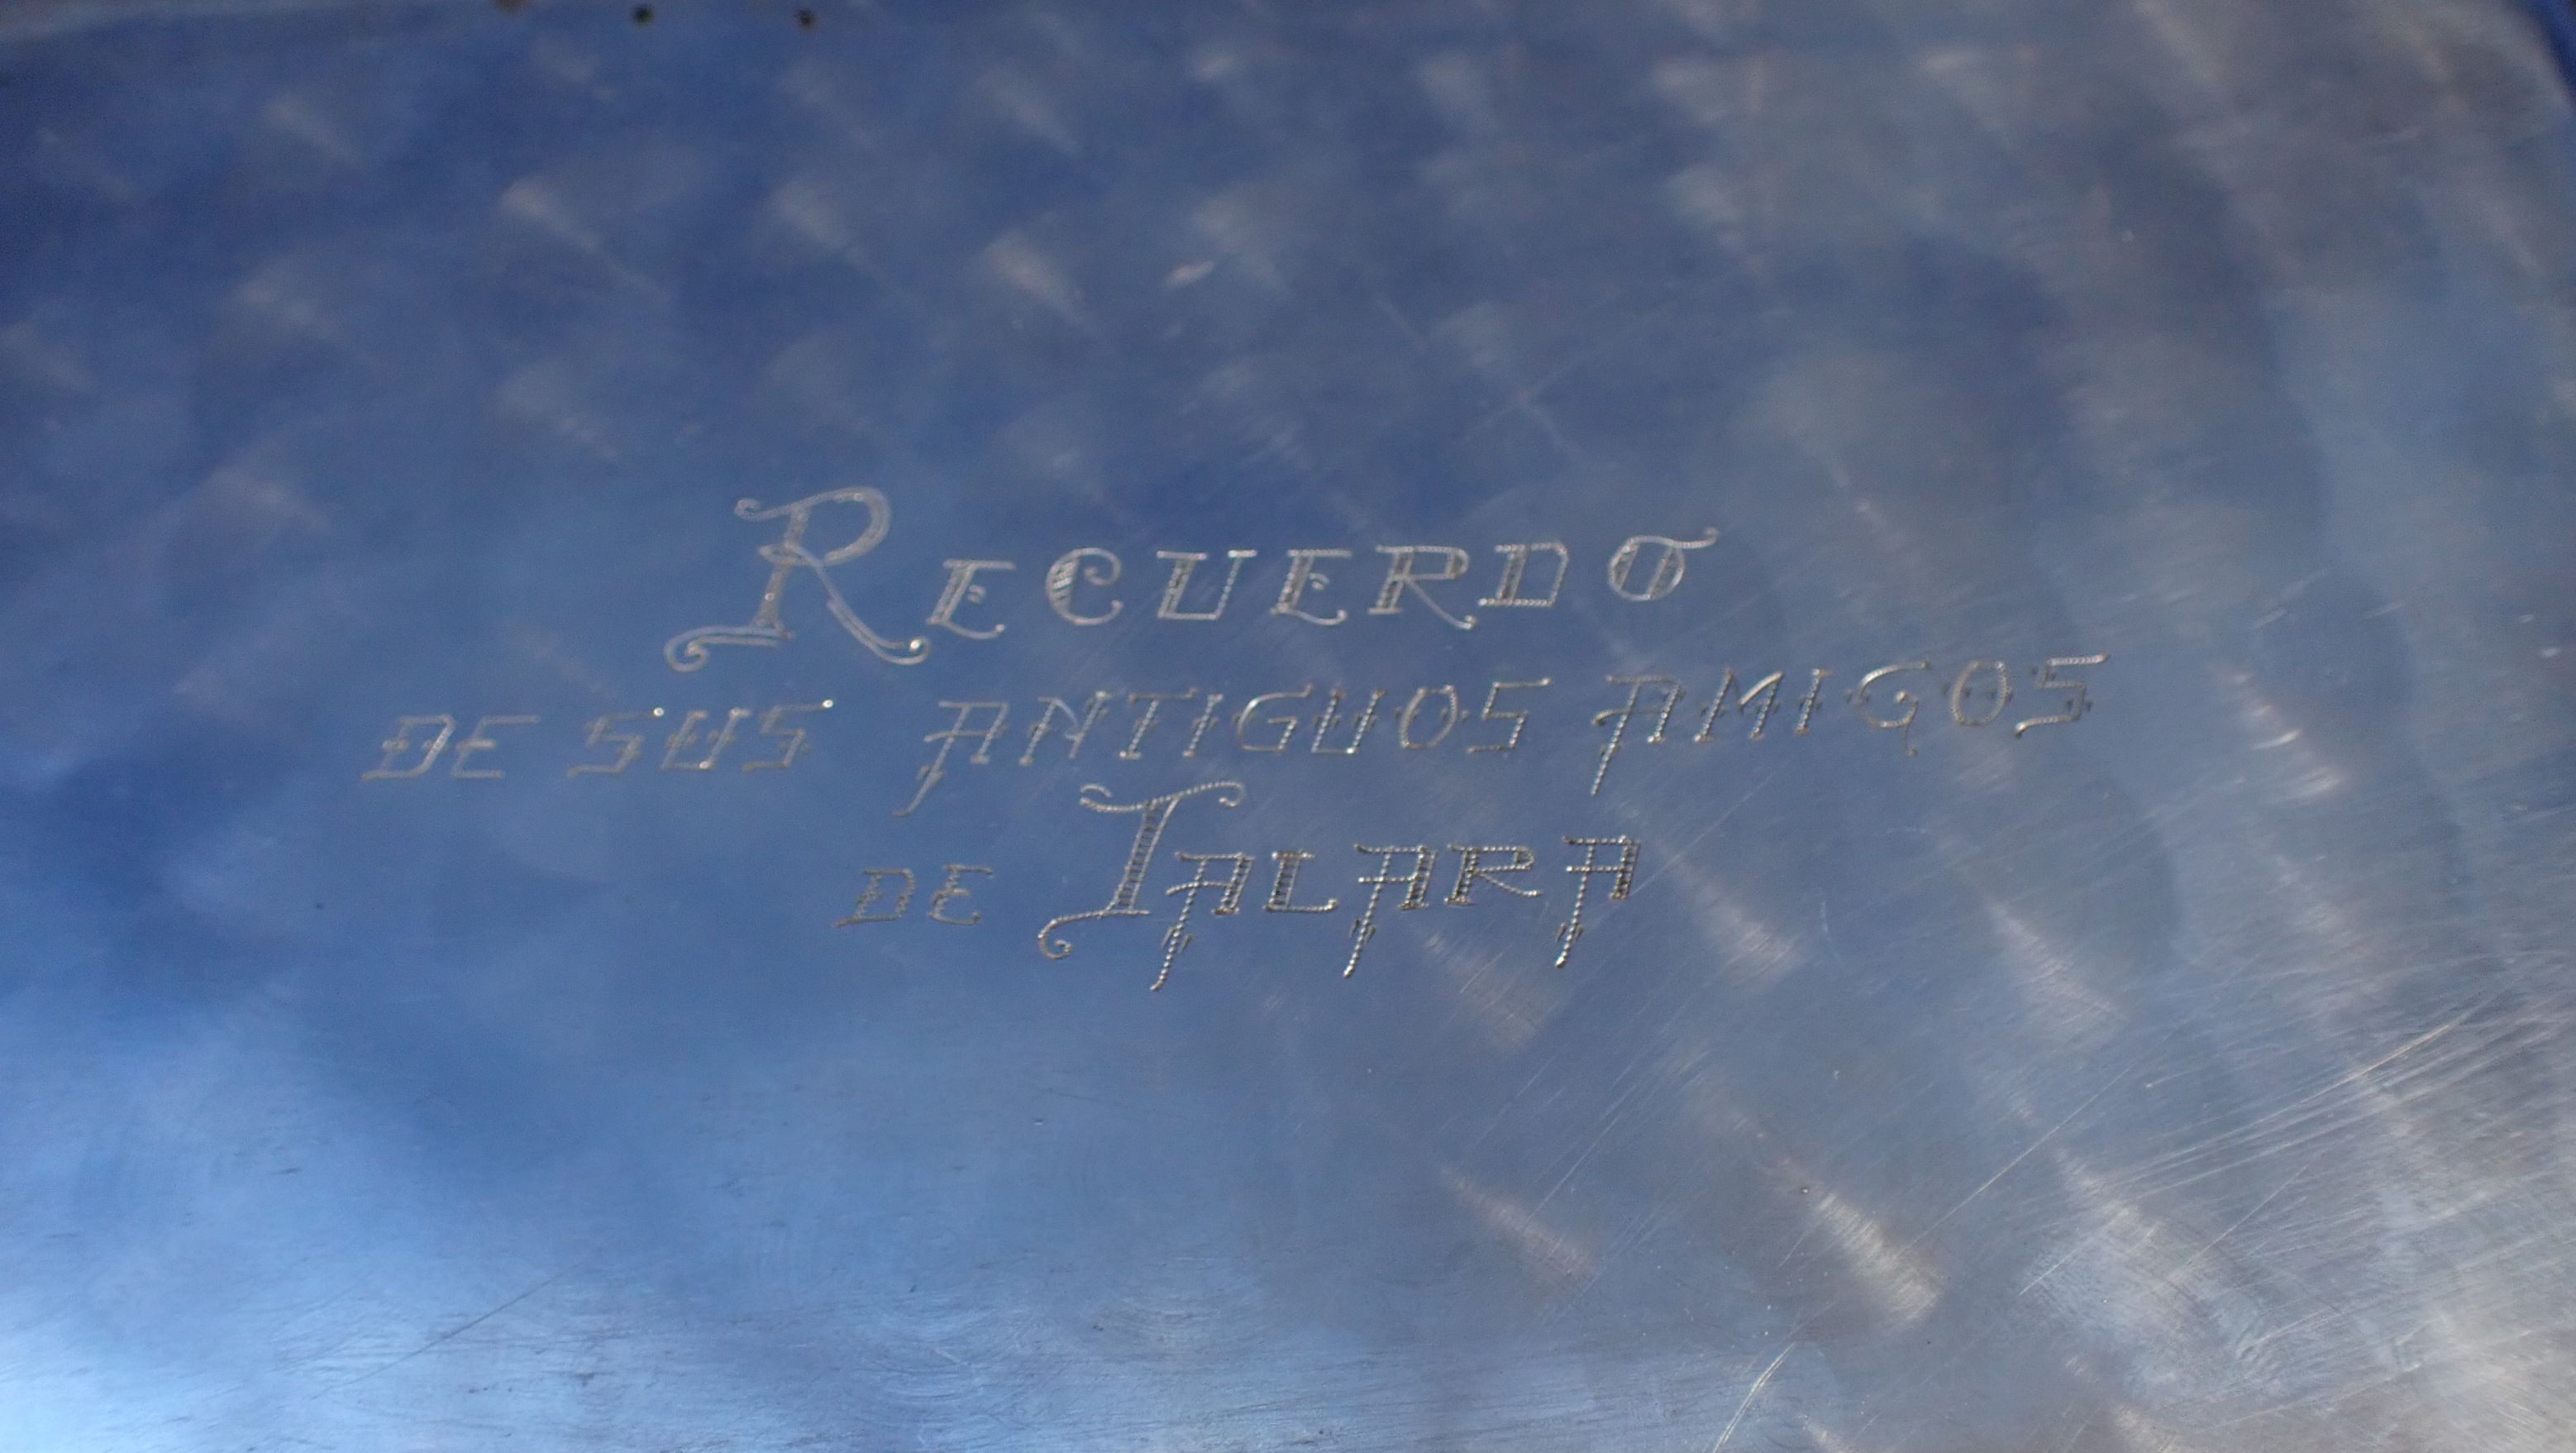 RECUERDO
DE SUS ANTIGUOS AMIGOS
DE TALARA